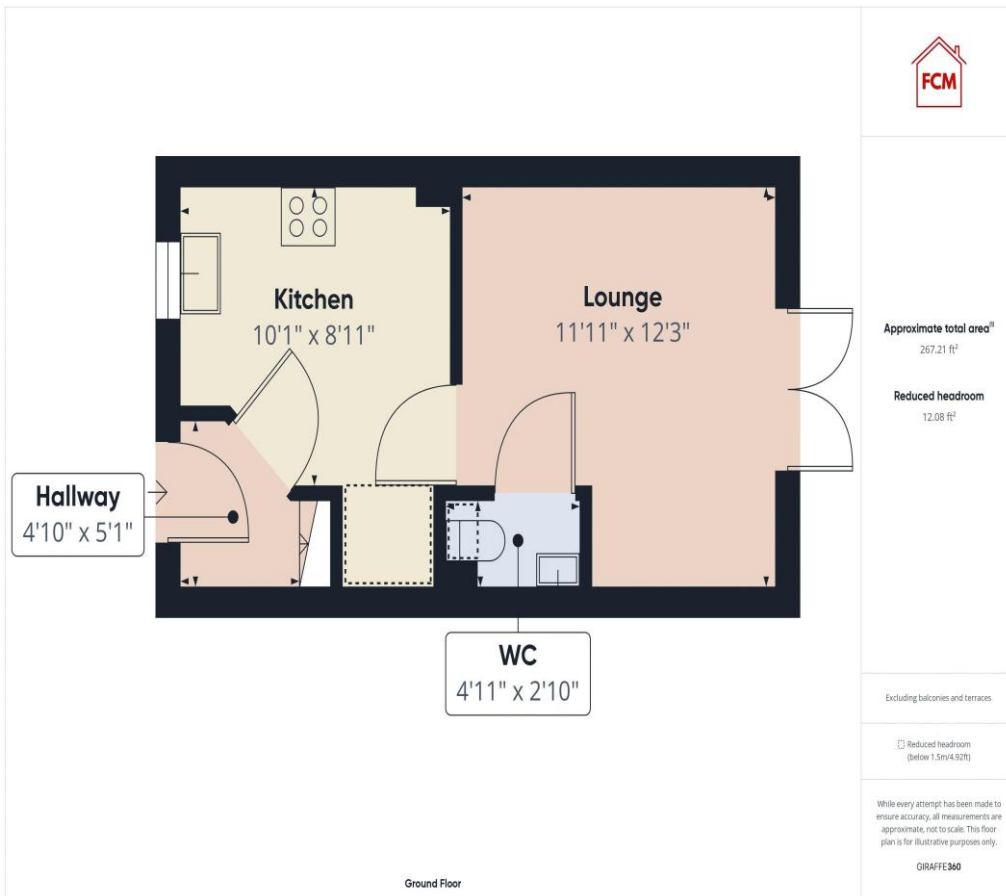 FCM
Kitchen
10'1" x 8'11"
Lounge
11'11" x 12'3"
Hallway
4'10" x 5'1"
WC
4'11" x 2'10"
Ground Floor
Approximate total area⁽¹⁾
267.21 ft²
Reduced headroom
12.08 ft²
Excluding balconies and terraces
Reduced headroom
(below 1.5m/4.92ft)
While every attempt has been made to
ensure accuracy, all measurements are
approximate, not to scale. This floor
plan is for illustrative purposes only.
GIRAFFE360